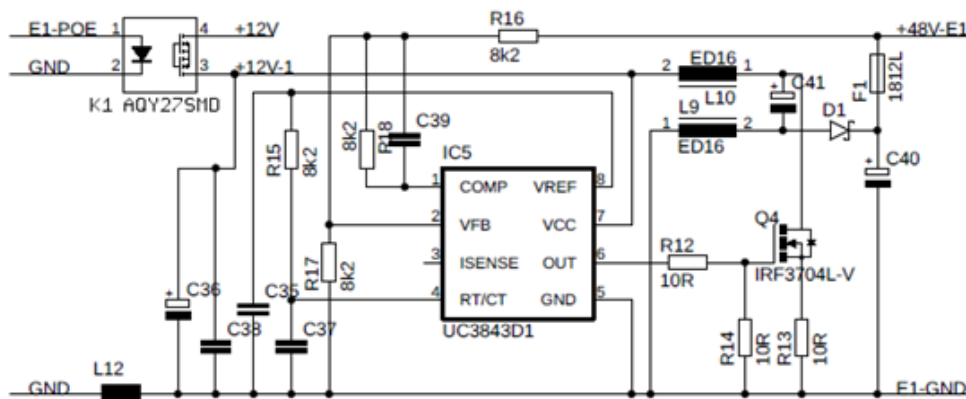 R16
E1-POE 1 4 +12V +48V-E1
8k2
ED16
GND 2 3 +12V-1 2 1
K1 AQY27SMD
C41
F1
1812L
L10
L9
D1
1 2
ED16
C39
R15
8k2
8k2
R18
IC5
C40
1 COMP VREF 8
2 VFB VCC 7
Q4
R12
3 ISENSE OUT 6
10R
IRF3704L-V
R17
8k2
4 RT/CT GND 5
UC3843D1
C36
C35
C38
C37
R14
10R
R13
10R
L12
GND E1-GND